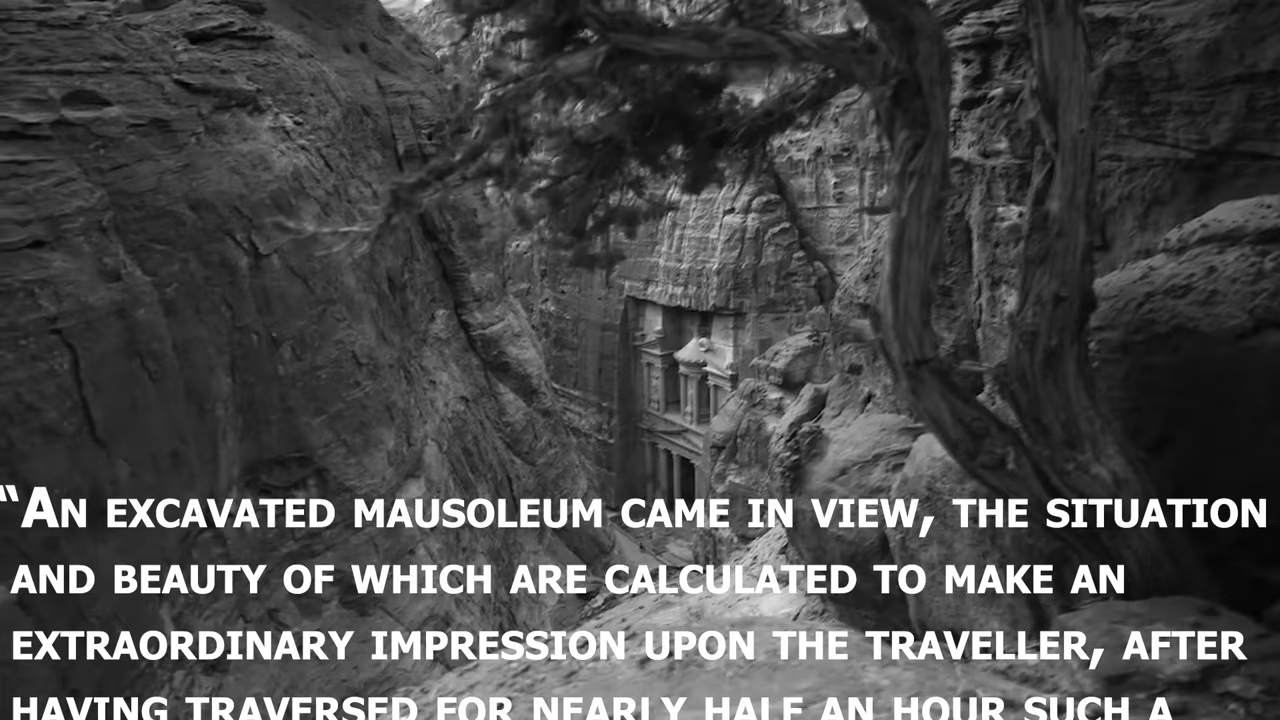 “An excavated mausoleum came in view, the situation
and beauty of which are calculated to make an
extraordinary impression upon the traveller, after
having traversed for nearly half an hour such a